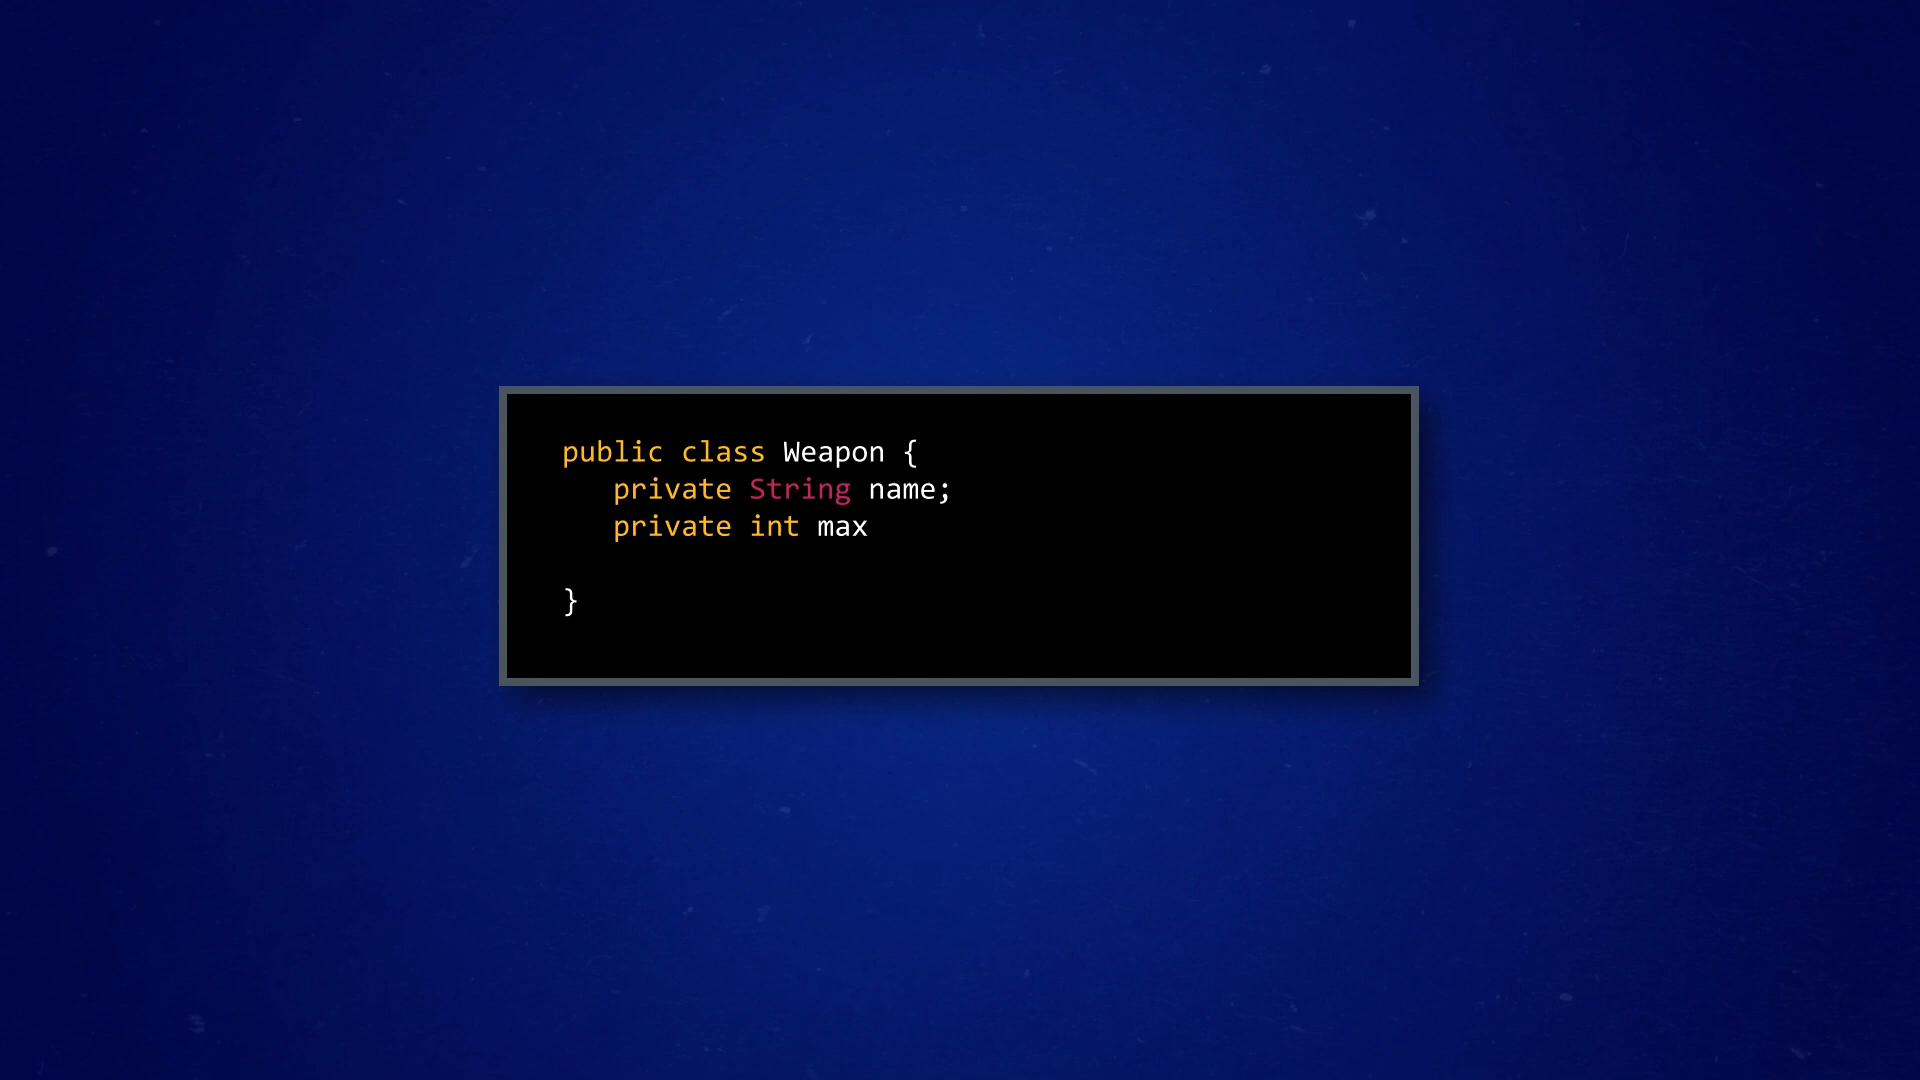 public class Weapon {
private String name;
private int max
}